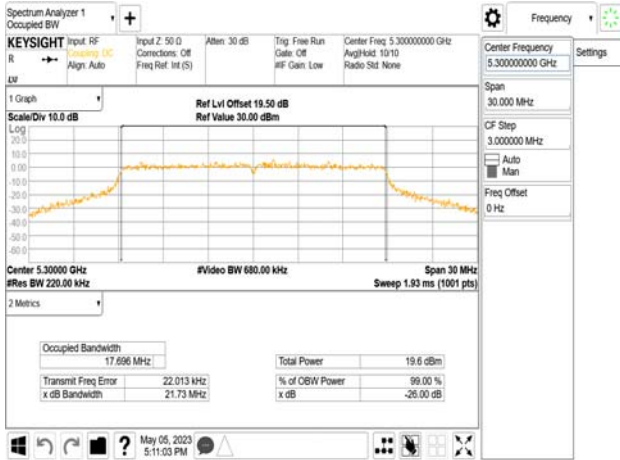 Spectrum Analyzer 1
Occupied BW
Frequency
KEYSIGHT
R
Input: RF
Coupling: DC
Align: Auto
Input Z: 50 Ω
Corrections: Off
Freq Ref: Int (S)
Atten: 30 dB
Trig: Free Run
Gate: Off
#IF Gain: Low
Center Freq: 5.300000000 GHz
Avg|Hold: 10/10
Radio Std: None
Center Frequency
5.300000000 GHz
Settings
Span
30.000 MHz
CF Step
3.000000 MHz
Auto
Man
Freq Offset
0 Hz
1 Graph
Scale/Div 10.0 dB
Ref Lvl Offset 19.50 dB
Ref Value 30.00 dBm
Log
20.0
10.0
0.00
-10.0
-20.0
-30.0
-40.0
-50.0
-60.0
Center 5.30000 GHz
#Res BW 220.00 kHz
#Video BW 680.00 kHz
Span 30 MHz
Sweep 1.93 ms (1001 pts)
2 Metrics
Occupied Bandwidth
17.696 MHz
Total Power 19.6 dBm
Transmit Freq Error 22.013 kHz
% of OBW Power 99.00 %
x dB Bandwidth 21.73 MHz
x dB -26.00 dB
?
May 05, 2023
5:11:03 PM